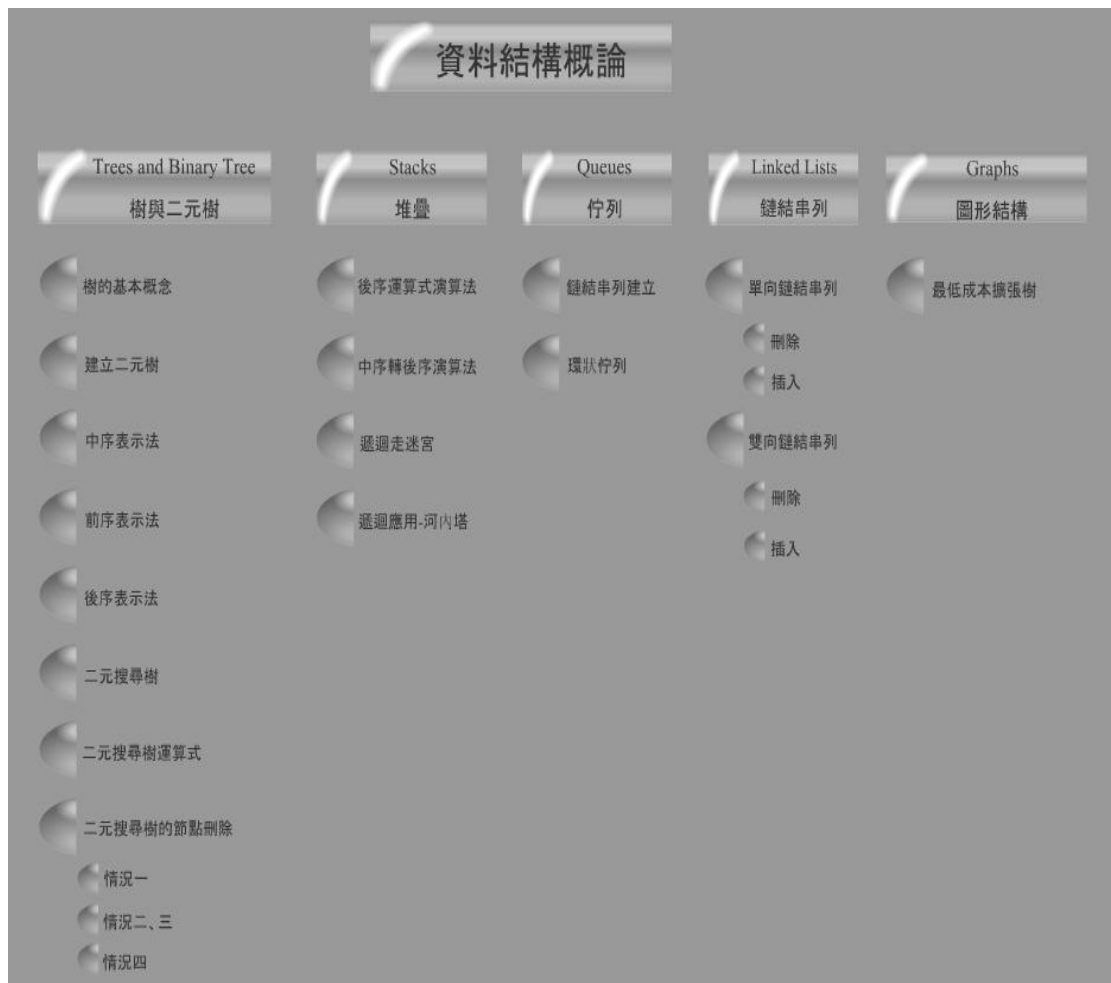 資料結構概論
Trees and Binary Tree
樹與二元樹
樹的基本概念
建立二元樹
中序表示法
前序表示法
後序表示法
二元搜尋樹
二元搜尋樹運算式
二元搜尋樹的節點刪除
情況一
情況二、三
情況四
Stacks
堆疊
後序運算式演算法
中序轉後序演算法
遞迴走迷宮
遞迴應用-河內塔
Queues
佇列
鏈結串列建立
環狀佇列
Linked Lists
鏈結串列
單向鏈結串列
刪除
插入
雙向鏈結串列
刪除
插入
Graphs
圖形結構
最低成本擴張樹